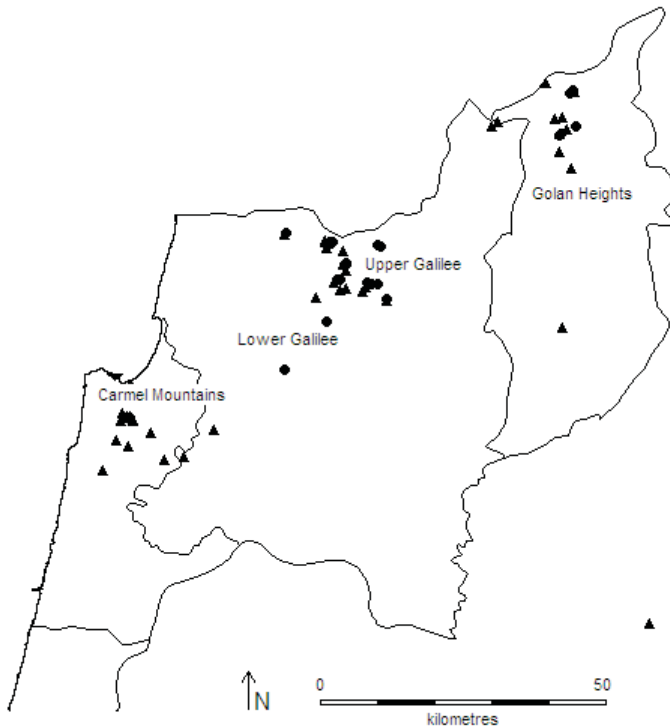 Golan Heights
Upper Galilee
Lower Galilee
Carmel Mountains
N
0 50
kilometres